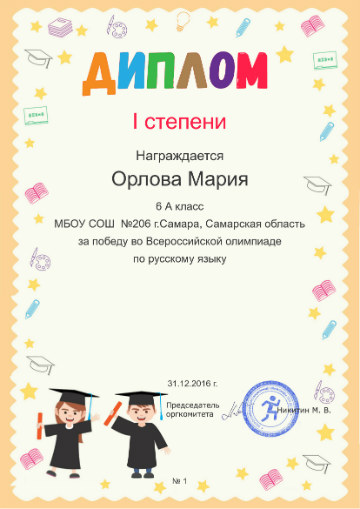 ДИПЛОМ
I степени
Награждается
Орлова Мария
6 А класс
МБОУ СОШ №206 г.Самара, Самарская область
за победу во Всероссийской олимпиаде
по русскому языку
31.12.2016 г.
Председатель
оргкомитета
Никитин М. В.
№ 1